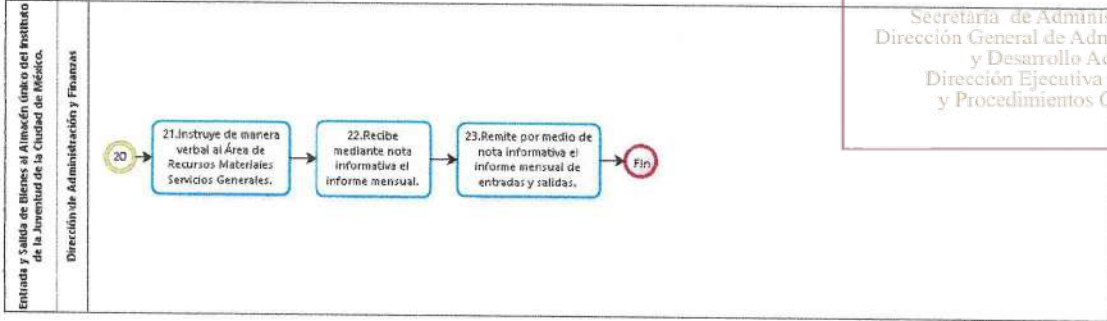 Entrada y Salida de Bienes al Almacén único del Instituto
de la Juventud de la Ciudad de México.
Dirección de Administración y Finanzas
20
21.Instruye de manera
verbal al Área de
Recursos Materiales
Servicios Generales.
22.Recibe
mediante nota
informativa el
informe mensual.
23.Remite por medio de
nota informativa el
informe mensual de
entradas y salidas.
Fin
Secretaría de Adminis
Dirección General de Adm
y Desarrollo Ad
Dirección Ejecutiva
y Procedimientos O